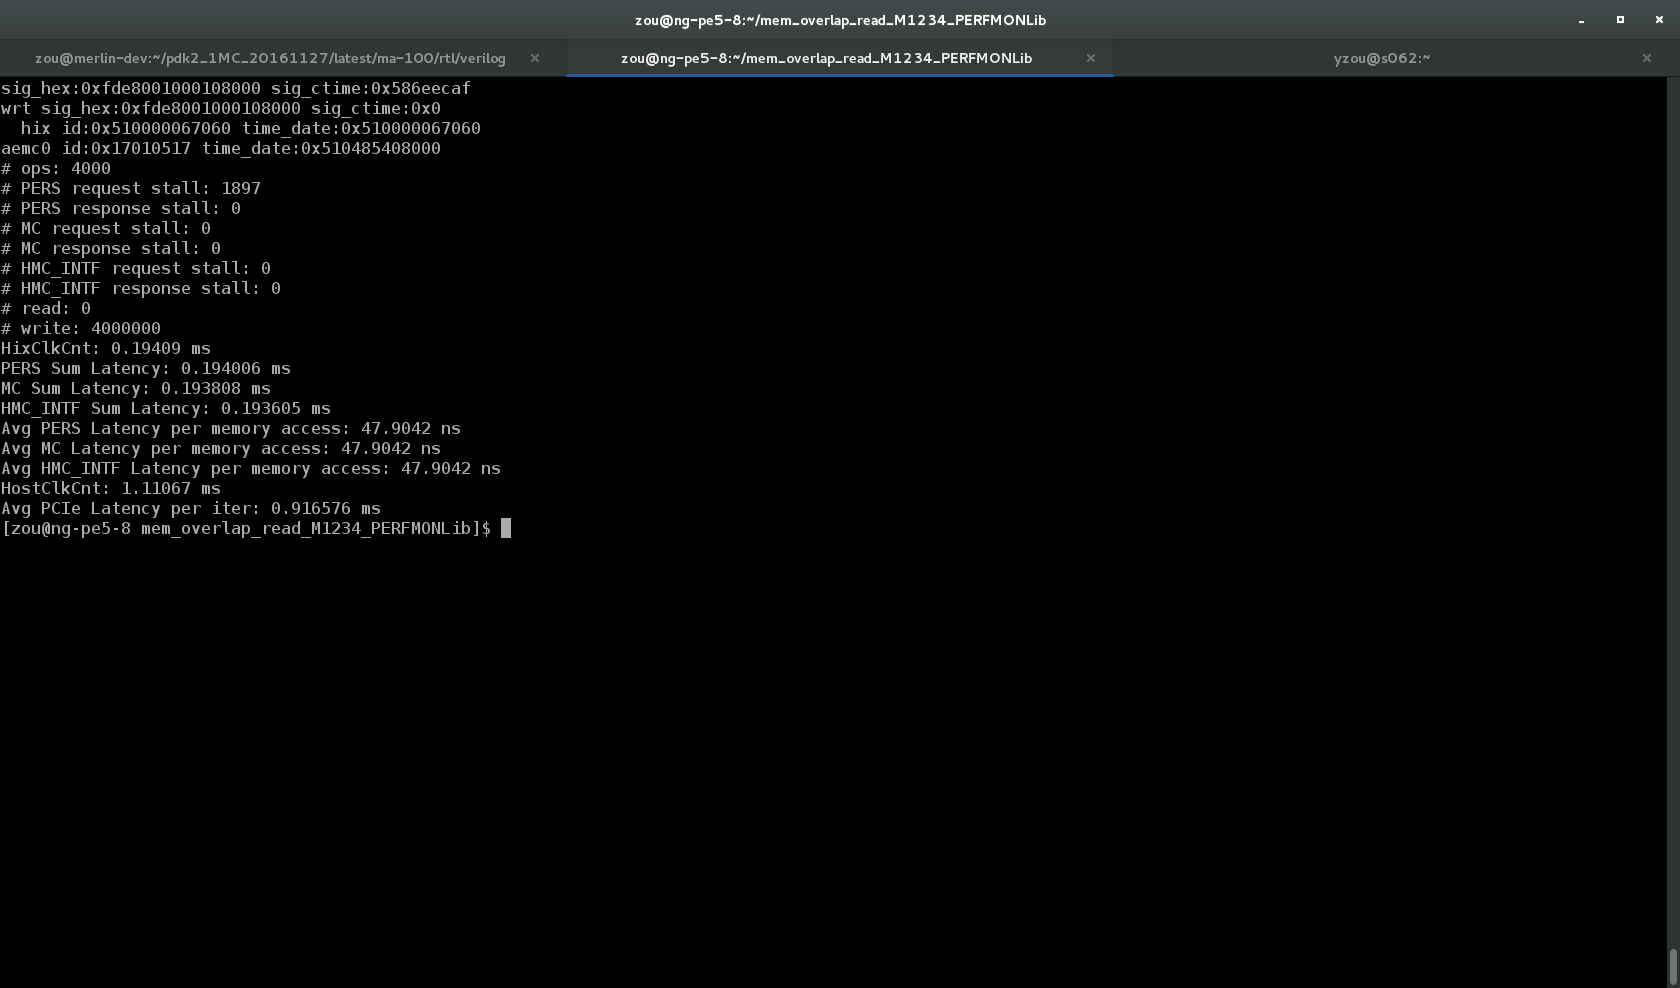 zou@ng-pe5-8:~/mem_overlap_read_M1234_PERFMONLib
zou@merlin-dev:~/pdk2_1MC_20161127/latest/ma-100/rtl/verilog
zou@ng-pe5-8:~/mem_overlap_read_M1234_PERFMONLib
yzou@s062:~
sig_hex:0xfde8001000108000 sig_ctime:0x586eecaf
wrt sig_hex:0xfde8001000108000 sig_ctime:0x0
  hix id:0x510000067060 time_date:0x510000067060
aemc0 id:0x17010517 time_date:0x510485408000
# ops: 4000
# PERS request stall: 1897
# PERS response stall: 0
# MC request stall: 0
# MC response stall: 0
# HMC_INTF request stall: 0
# HMC_INTF response stall: 0
# read: 0
# write: 4000000
HixClkCnt: 0.19409 ms
PERS Sum Latency: 0.194006 ms
MC Sum Latency: 0.193808 ms
HMC_INTF Sum Latency: 0.193605 ms
Avg PERS Latency per memory access: 47.9042 ns
Avg MC Latency per memory access: 47.9042 ns
Avg HMC_INTF Latency per memory access: 47.9042 ns
HostClkCnt: 1.11067 ms
Avg PCIe Latency per iter: 0.916576 ms
[zou@ng-pe5-8 mem_overlap_read_M1234_PERFMONLib]$